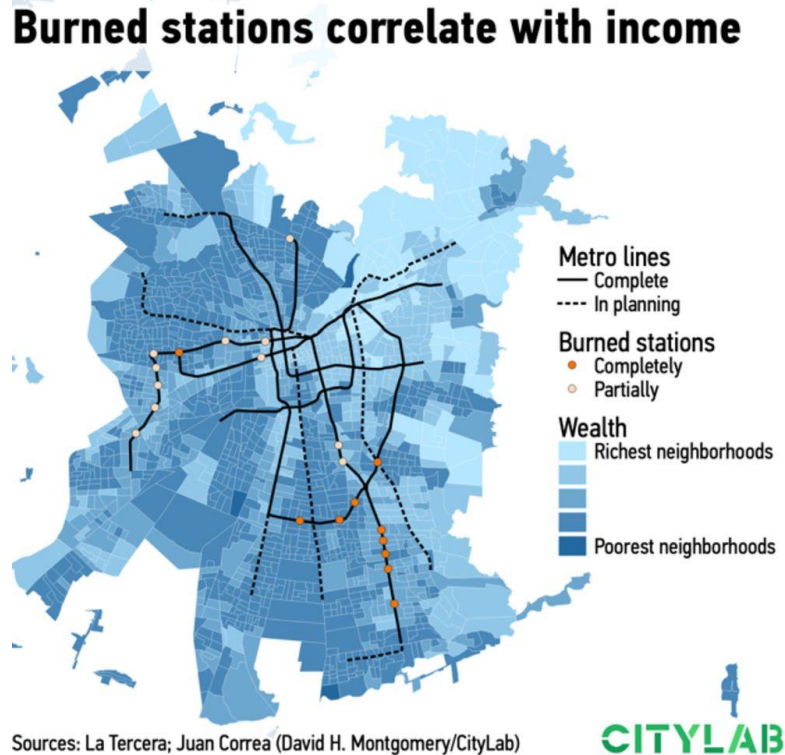 Burned stations correlate with income
Metro lines
Complete
In planning
Burned stations
Completely
Partially
Wealth
Richest neighborhoods
Poorest neighborhoods
Sources: La Tercera; Juan Correa (David H. Montgomery/CityLab)
CITYLAB